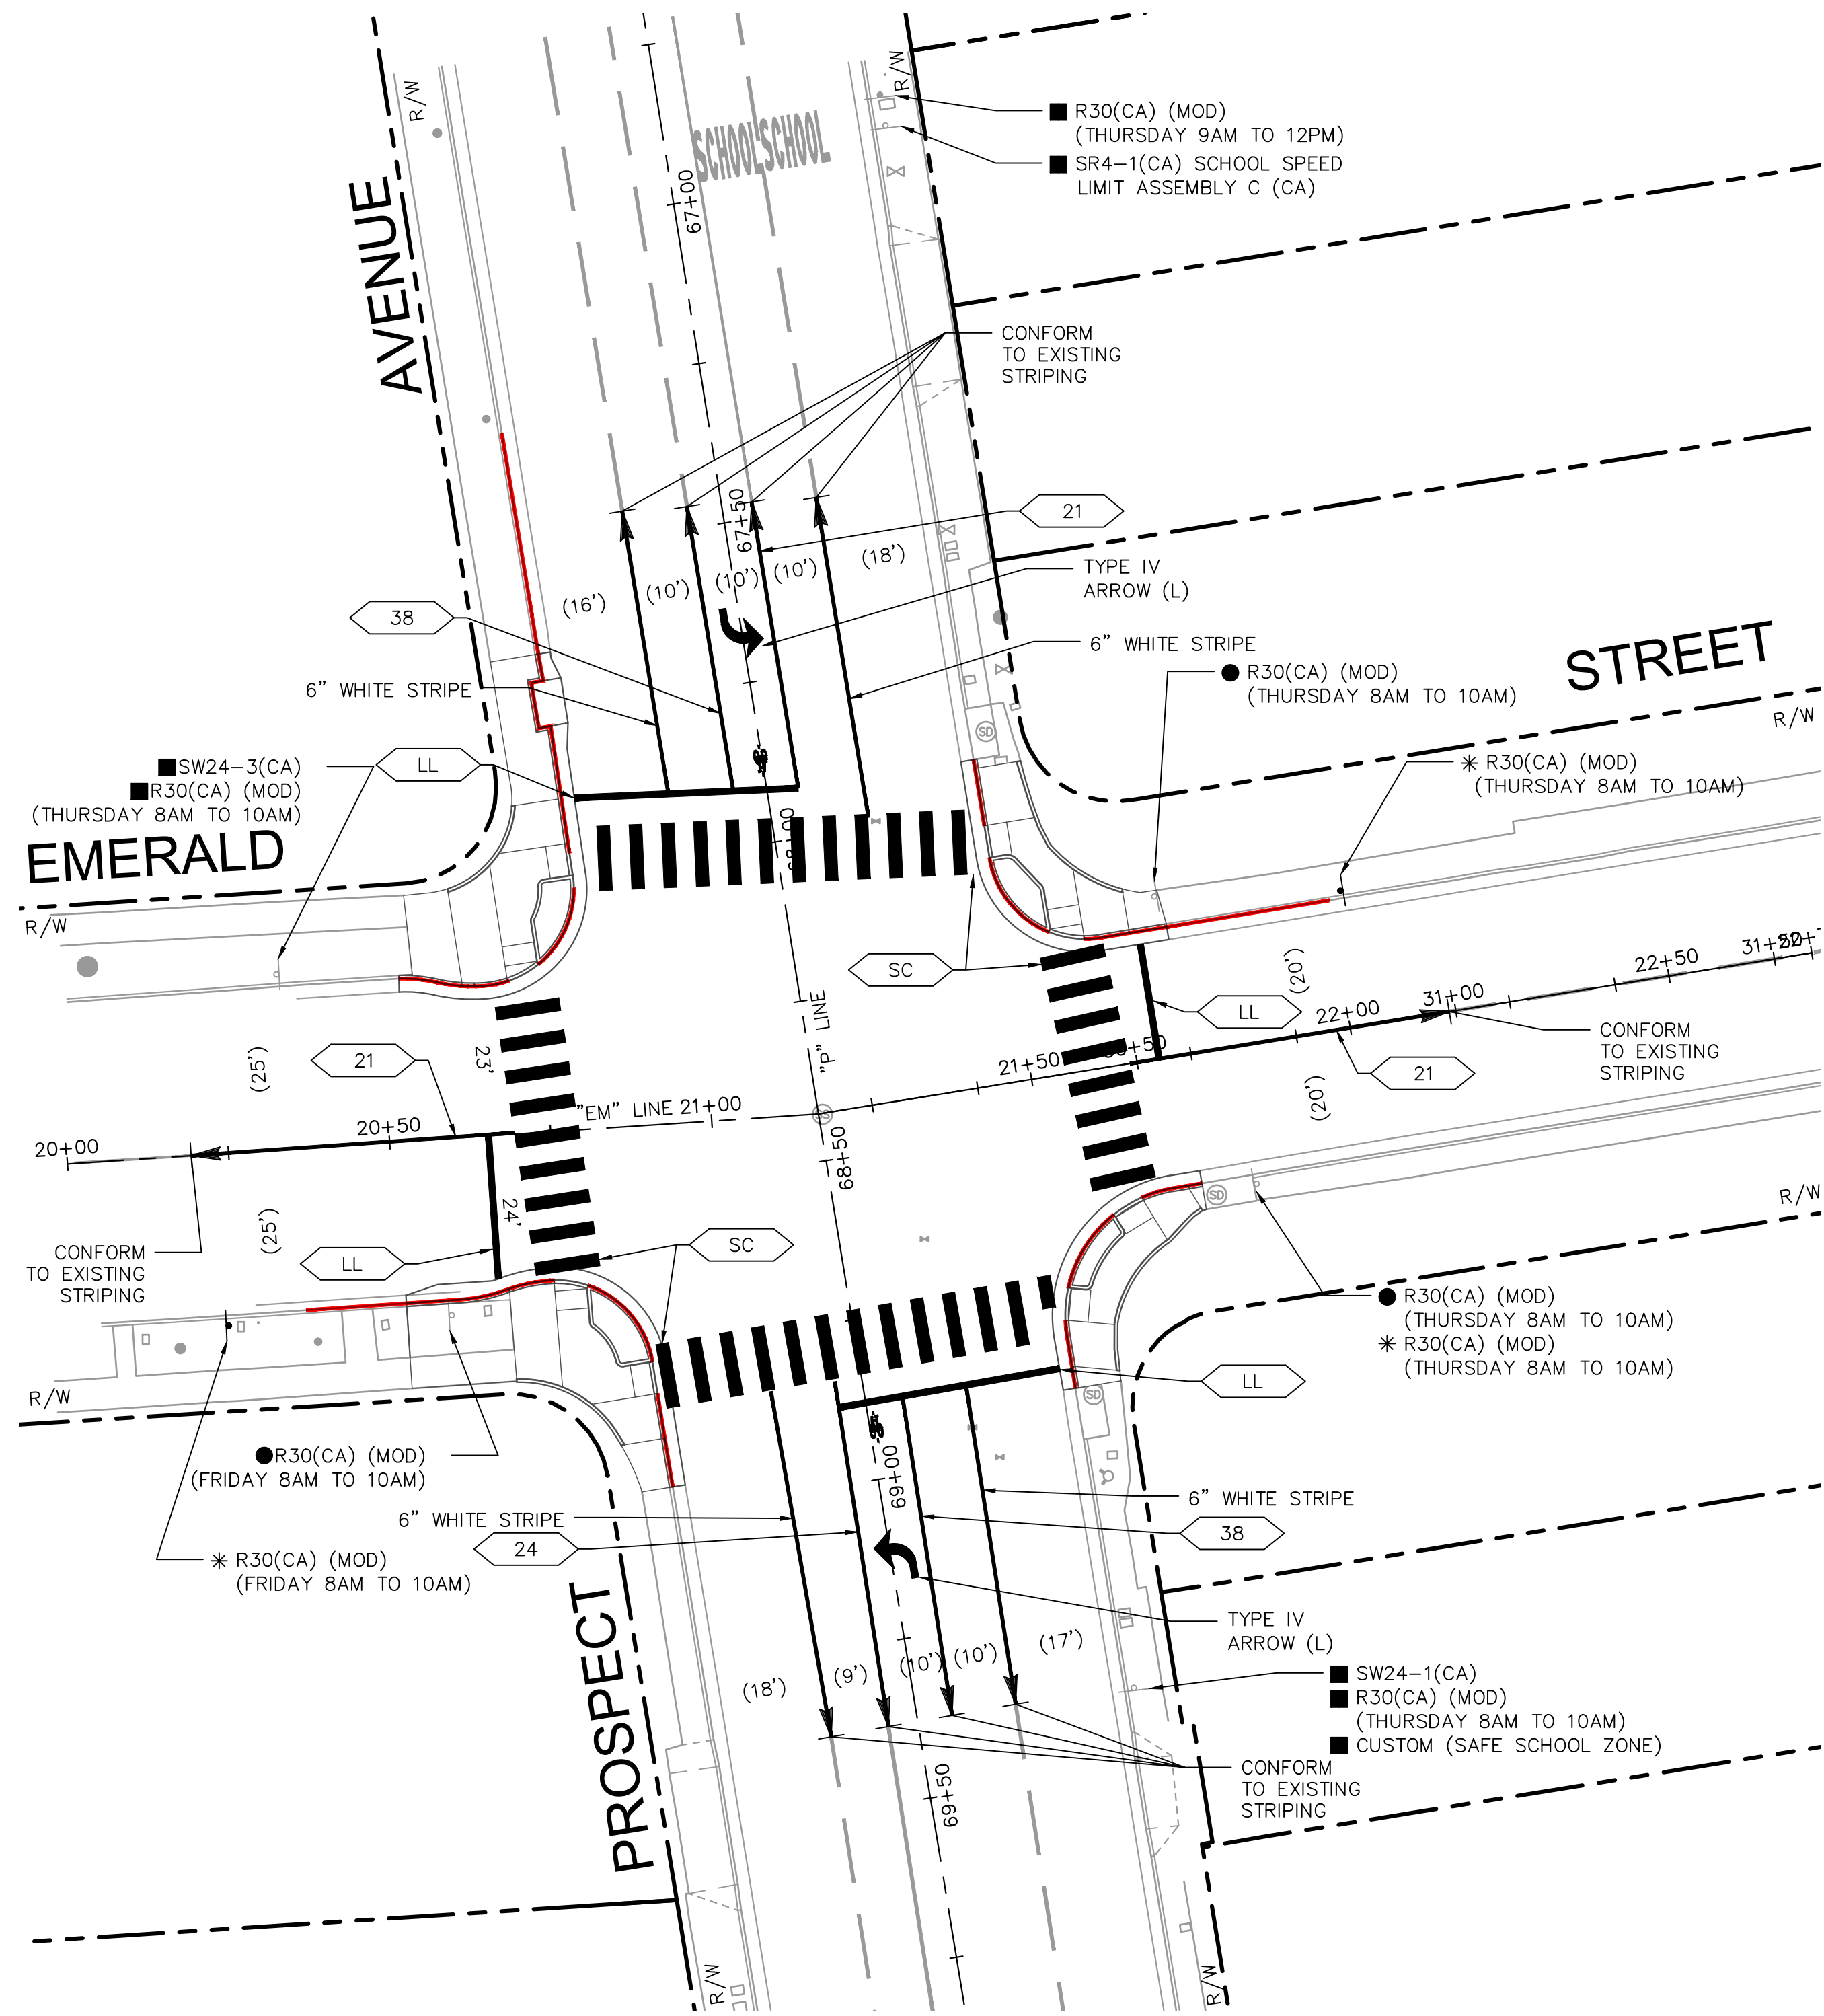 R/W
R/W
■ R30(CA) (MOD)
(THURSDAY 9AM TO 12PM)
■ SR4-1(CA) SCHOOL SPEED
LIMIT ASSEMBLY C (CA)
SCHOOL SCHOOL
67+00
AVENUE
CONFORM
TO EXISTING
STRIPING
67+50
21
(16')
(10')
(10')
(10')
(18')
TYPE IV
ARROW (L)
38
6" WHITE STRIPE
6" WHITE STRIPE
STREET
● R30(CA) (MOD)
(THURSDAY 8AM TO 10AM)
R/W
■SW24-3(CA)
■R30(CA) (MOD)
(THURSDAY 8AM TO 10AM)
LL
✳ R30(CA) (MOD)
(THURSDAY 8AM TO 10AM)
SD
EMERALD
68+00
R/W
SC
"P" LINE
(20')
LL
22+00
31+00
22+50
CONFORM
TO EXISTING
STRIPING
(25')
21
23'
21+50
21
(20')
20+00
20+50
"EM" LINE 21+00
SS
68+50
24'
(25')
LL
SC
CONFORM
TO EXISTING
STRIPING
SD
R/W
● R30(CA) (MOD)
(THURSDAY 8AM TO 10AM)
✳ R30(CA) (MOD)
(THURSDAY 8AM TO 10AM)
R/W
LL
SD
●R30(CA) (MOD)
(FRIDAY 8AM TO 10AM)
69+00
6" WHITE STRIPE
6" WHITE STRIPE
24
38
✳ R30(CA) (MOD)
(FRIDAY 8AM TO 10AM)
PROSPECT
TYPE IV
ARROW (L)
(18')
(9')
(10')
(10')
(17')
■ SW24-1(CA)
■ R30(CA) (MOD)
(THURSDAY 8AM TO 10AM)
■ CUSTOM (SAFE SCHOOL ZONE)
CONFORM
TO EXISTING
STRIPING
69+50
R/W
R/W